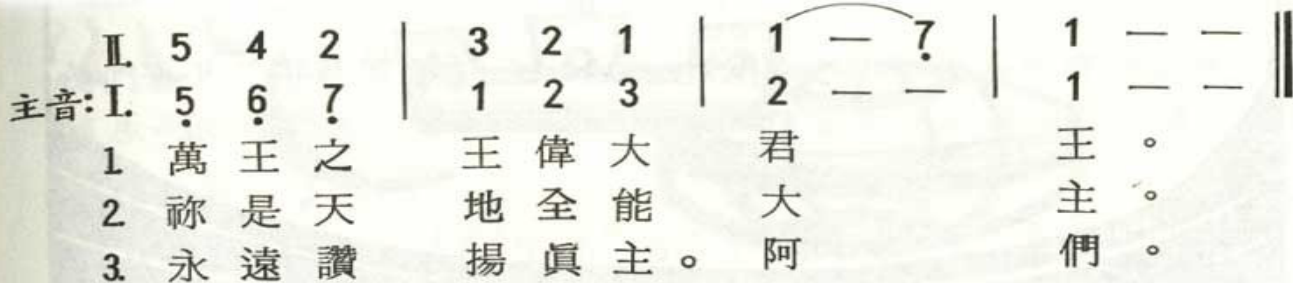 II. 5 4 2 | 3 2 1 | 1 — 7̣ | 1 — — ‖
主音: I. 5̣ 6̣ 7̣ | 1 2 3 | 2 — — | 1 — — ‖
1. 萬王之 王偉大 君 王。
2. 祢是天 地全能 大 主。
3. 永遠讚 揚眞主。阿 們。